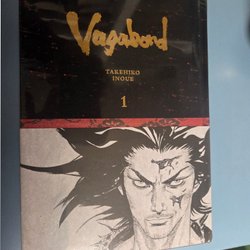 Vagabond
TAKEHIKO
INOUE
1